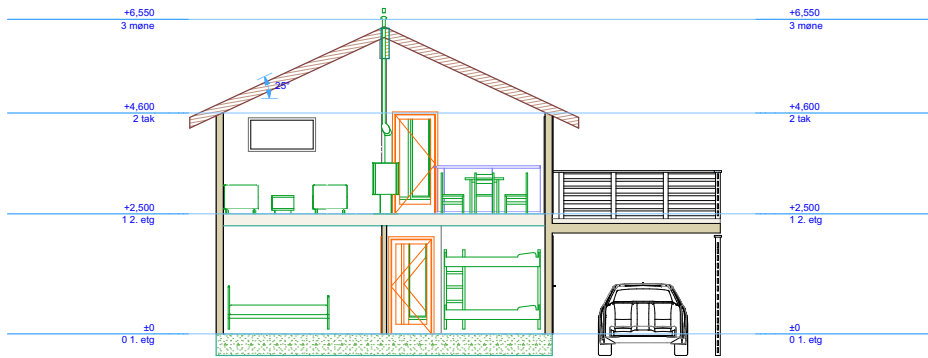 +6,550
3 møne
+6,550
3 møne
25°
+4,600
2 tak
+4,600
2 tak
+2,500
1 2. etg
+2,500
1 2. etg
±0
0 1. etg
±0
0 1. etg